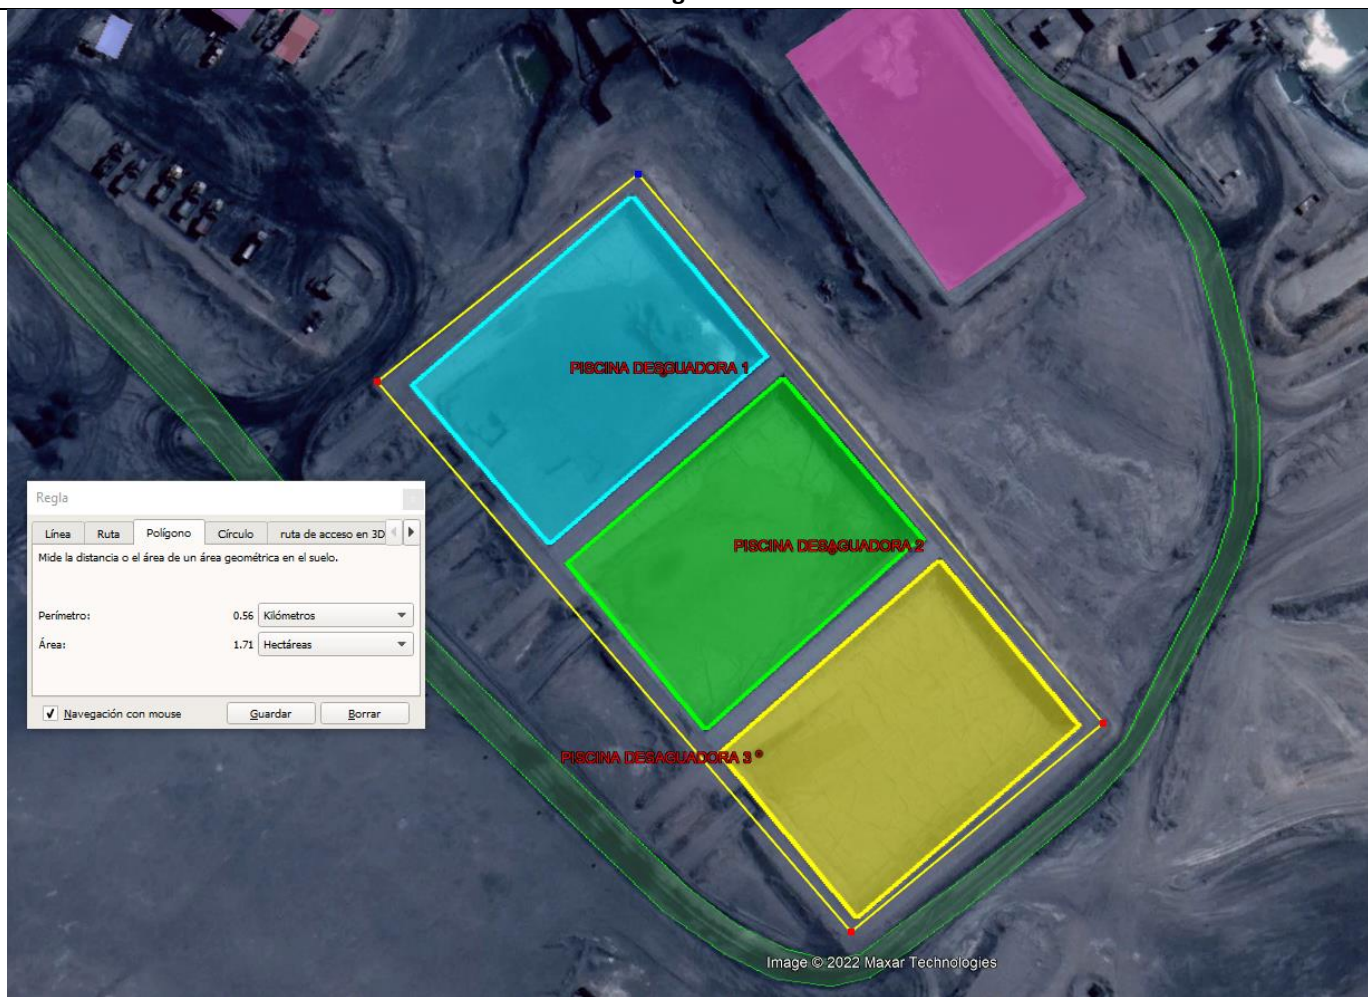 PISCINA DESAGUADORA 1
PISCINA DESAGUADORA 2
PISCINA DESAGUADORA 3
Regla
Línea Ruta Polígono Círculo ruta de acceso en 3D
Mide la distancia o el área de un área geométrica en el suelo.
Perímetro: 0.56 Kilómetros
Área: 1.71 Hectáreas
Navegación con mouse Guardar Borrar
Image © 2022 Maxar Technologies